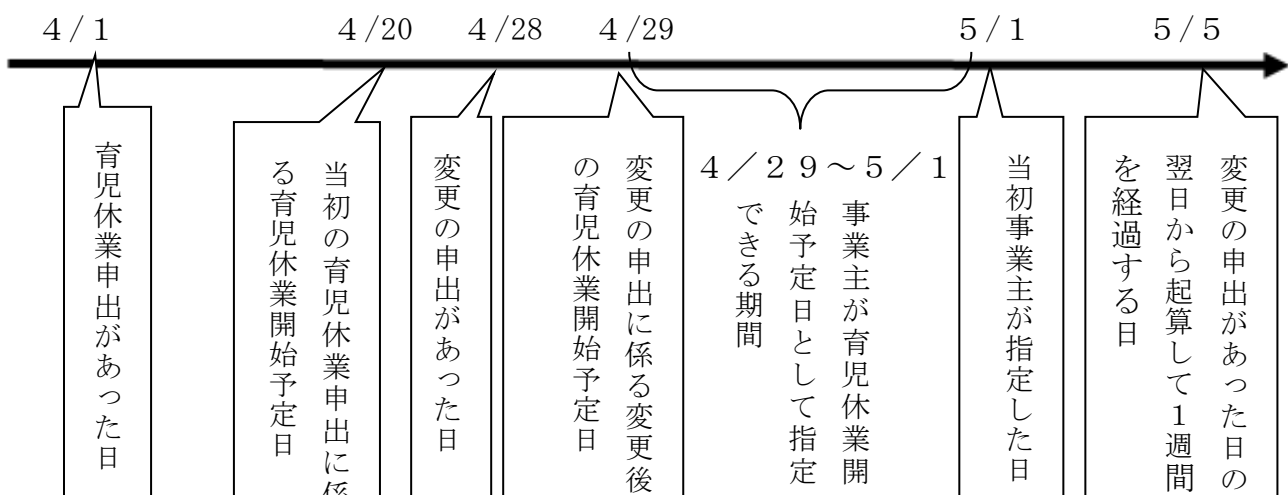 4/1
4/20
4/28
4/29
5/1
5/5
育児休業申出があった日
当初の育児休業申出に係
る育児休業開始予定日
変更の申出があった日
変更の申出に係る変更後
の育児休業開始予定日
4/29～5/1
事業主が育児休業開
始予定日として指定
できる期間
当初事業主が指定した日
変更の申出があった日の
翌日から起算して1週間
を経過する日